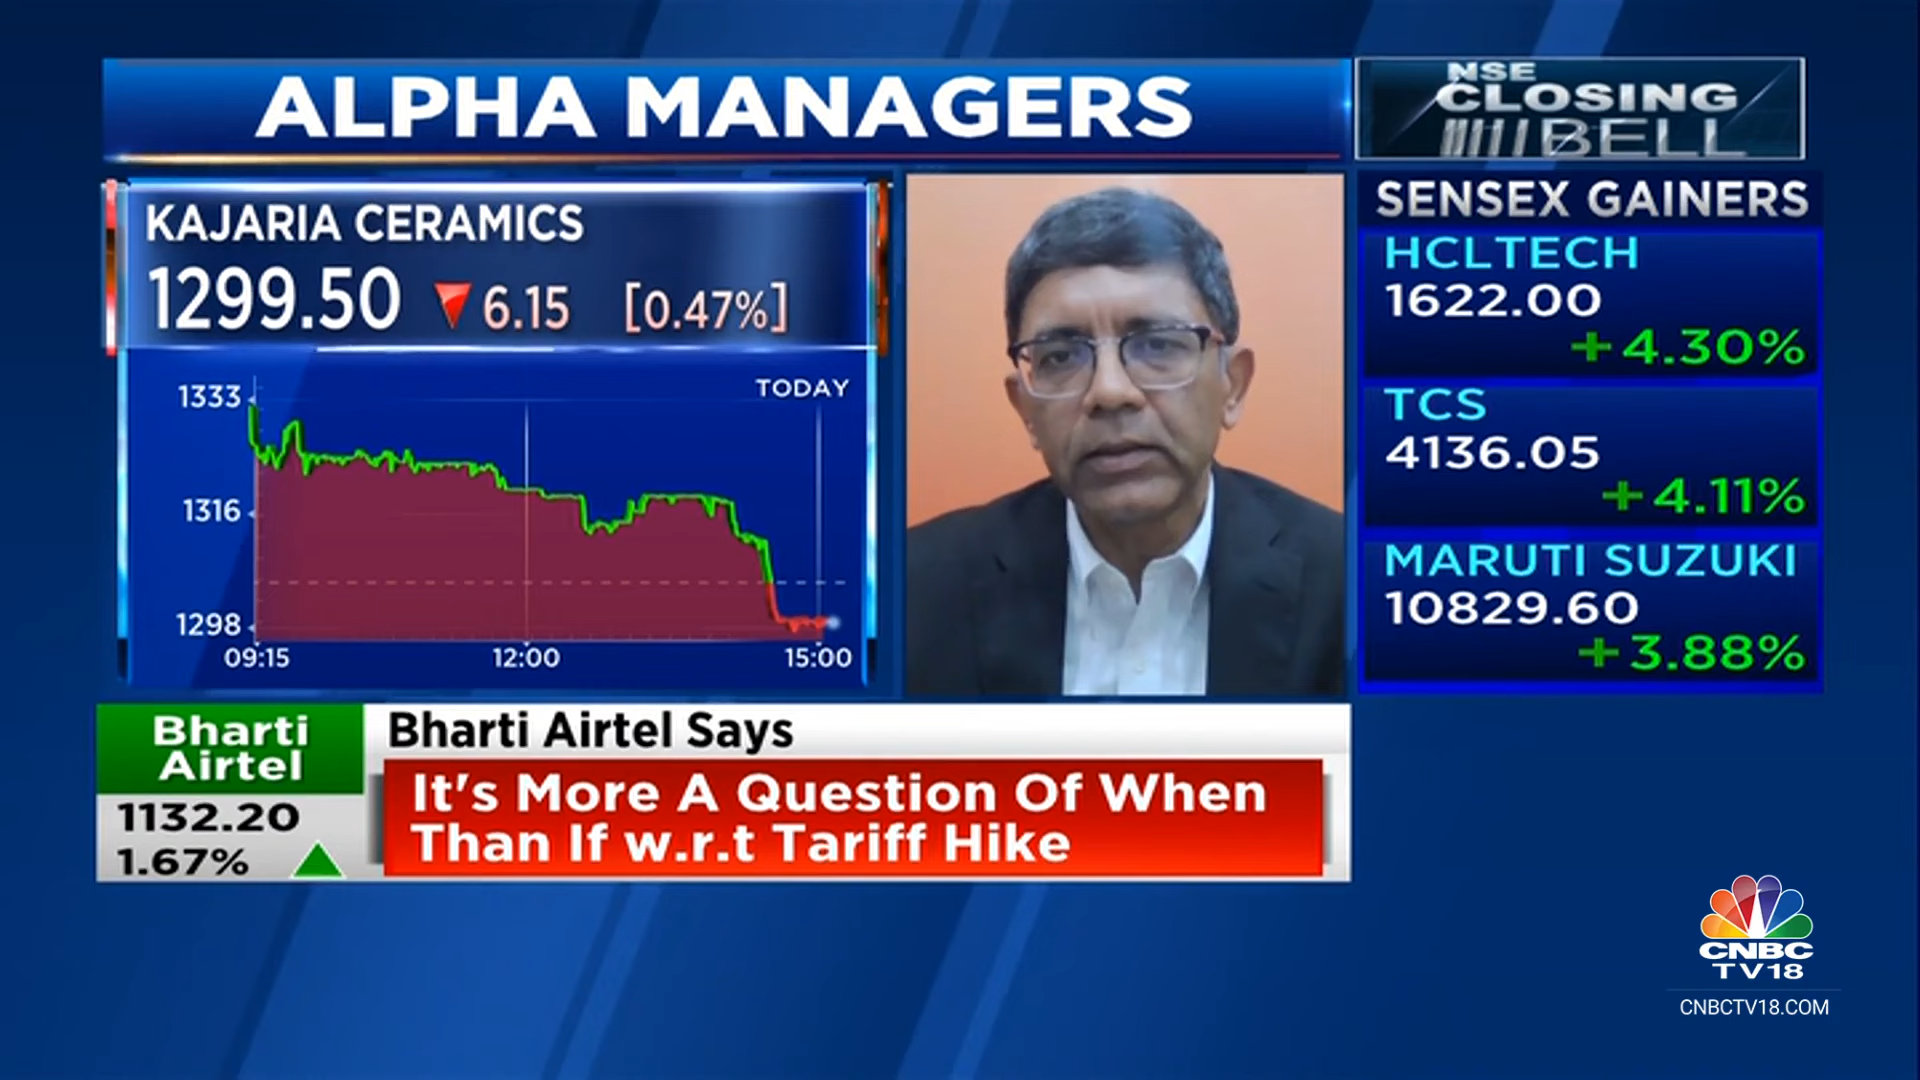 ALPHA MANAGERS
NSE
CLOSING
BELL
KAJARIA CERAMICS
1299.50 ▼ 6.15 [0.47%]
TODAY
1333
1316
1298
09:15 12:00 15:00
SENSEX GAINERS
HCLTECH
1622.00
+4.30%
TCS
4136.05
+4.11%
MARUTI SUZUKI
10829.60
+3.88%
Bharti
Airtel
1132.20
1.67% ▲
Bharti Airtel Says
It's More A Question Of When
Than If w.r.t Tariff Hike
CNBC
TV18
CNBCTV18.COM